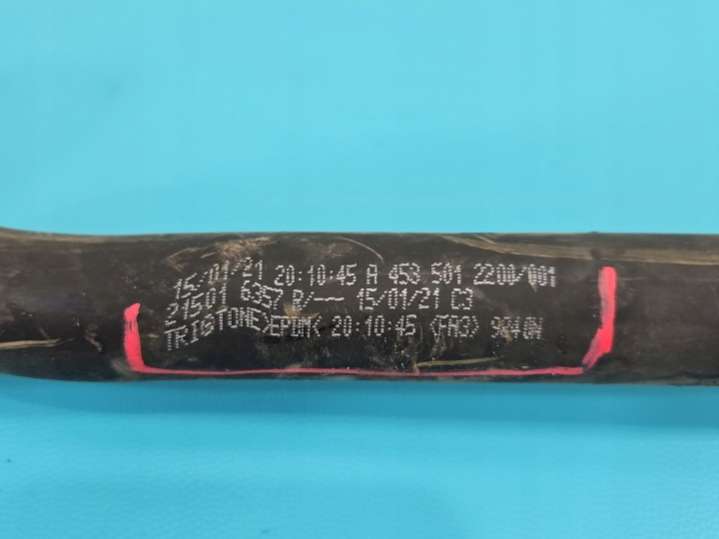 15/01/21 20:10:45 A 453 501 2200/001
21501 6357 R/--- 15/01/21 C3
TRISTONE>EPDM< 20:10:45 <FA3>